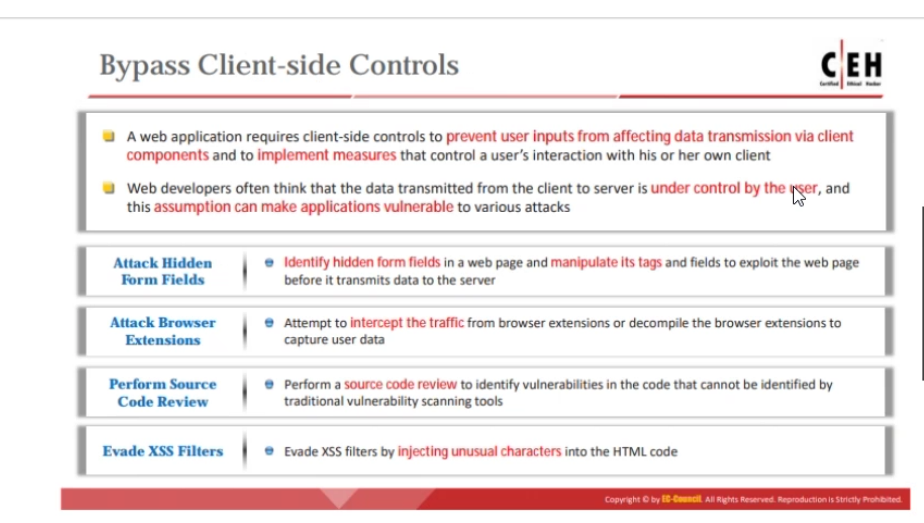 Bypass Client-side Controls
CEH
Certified Ethical Hacker
A web application requires client-side controls to prevent user inputs from affecting data transmission via client
components and to implement measures that control a user's interaction with his or her own client
Web developers often think that the data transmitted from the client to server is under control by the user, and
this assumption can make applications vulnerable to various attacks
Attack Hidden
Form Fields
Identify hidden form fields in a web page and manipulate its tags and fields to exploit the web page
before it transmits data to the server
Attack Browser
Extensions
Attempt to intercept the traffic from browser extensions or decompile the browser extensions to
capture user data
Perform Source
Code Review
Perform a source code review to identify vulnerabilities in the code that cannot be identified by
traditional vulnerability scanning tools
Evade XSS Filters
Evade XSS filters by injecting unusual characters into the HTML code
Copyright © by EC-Council. All Rights Reserved. Reproduction is Strictly Prohibited.